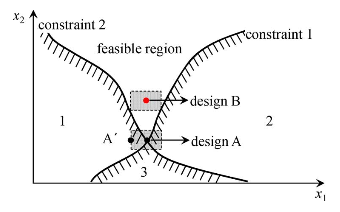 x₂
constraint 2
constraint 1
feasible region
design B
1
2
A´
design A
3
x₁